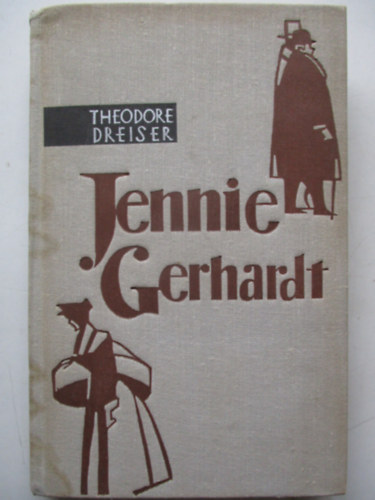 THEODORE
DREISER
Jennie
Gerhardt